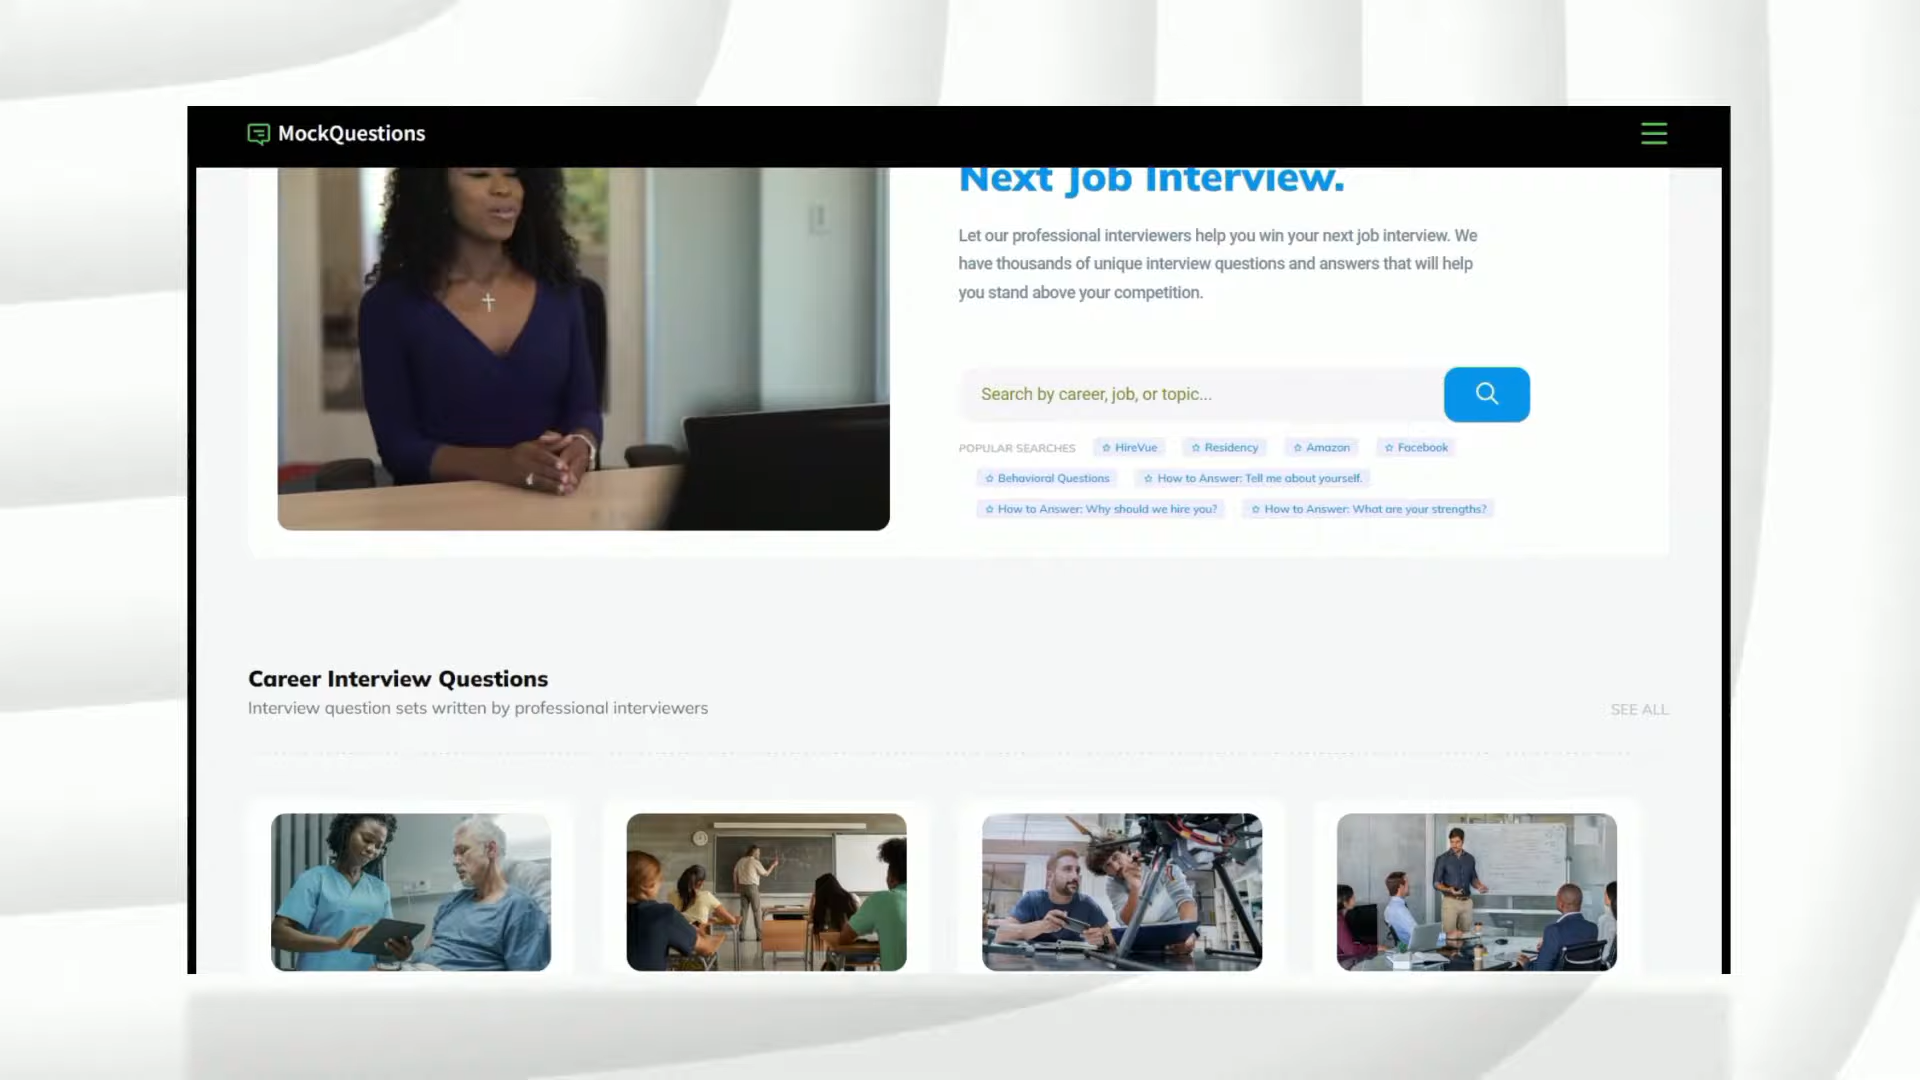 MockQuestions
Next Job Interview.
Let our professional interviewers help you win your next job interview. We
have thousands of unique interview questions and answers that will help
you stand above your competition.
Search by career, job, or topic...
POPULAR SEARCHES HireVue Residency Amazon Facebook
Behavioral Questions How to Answer: Tell me about yourself.
How to Answer: Why should we hire you? How to Answer: What are your strengths?
Career Interview Questions
Interview question sets written by professional interviewers
SEE ALL